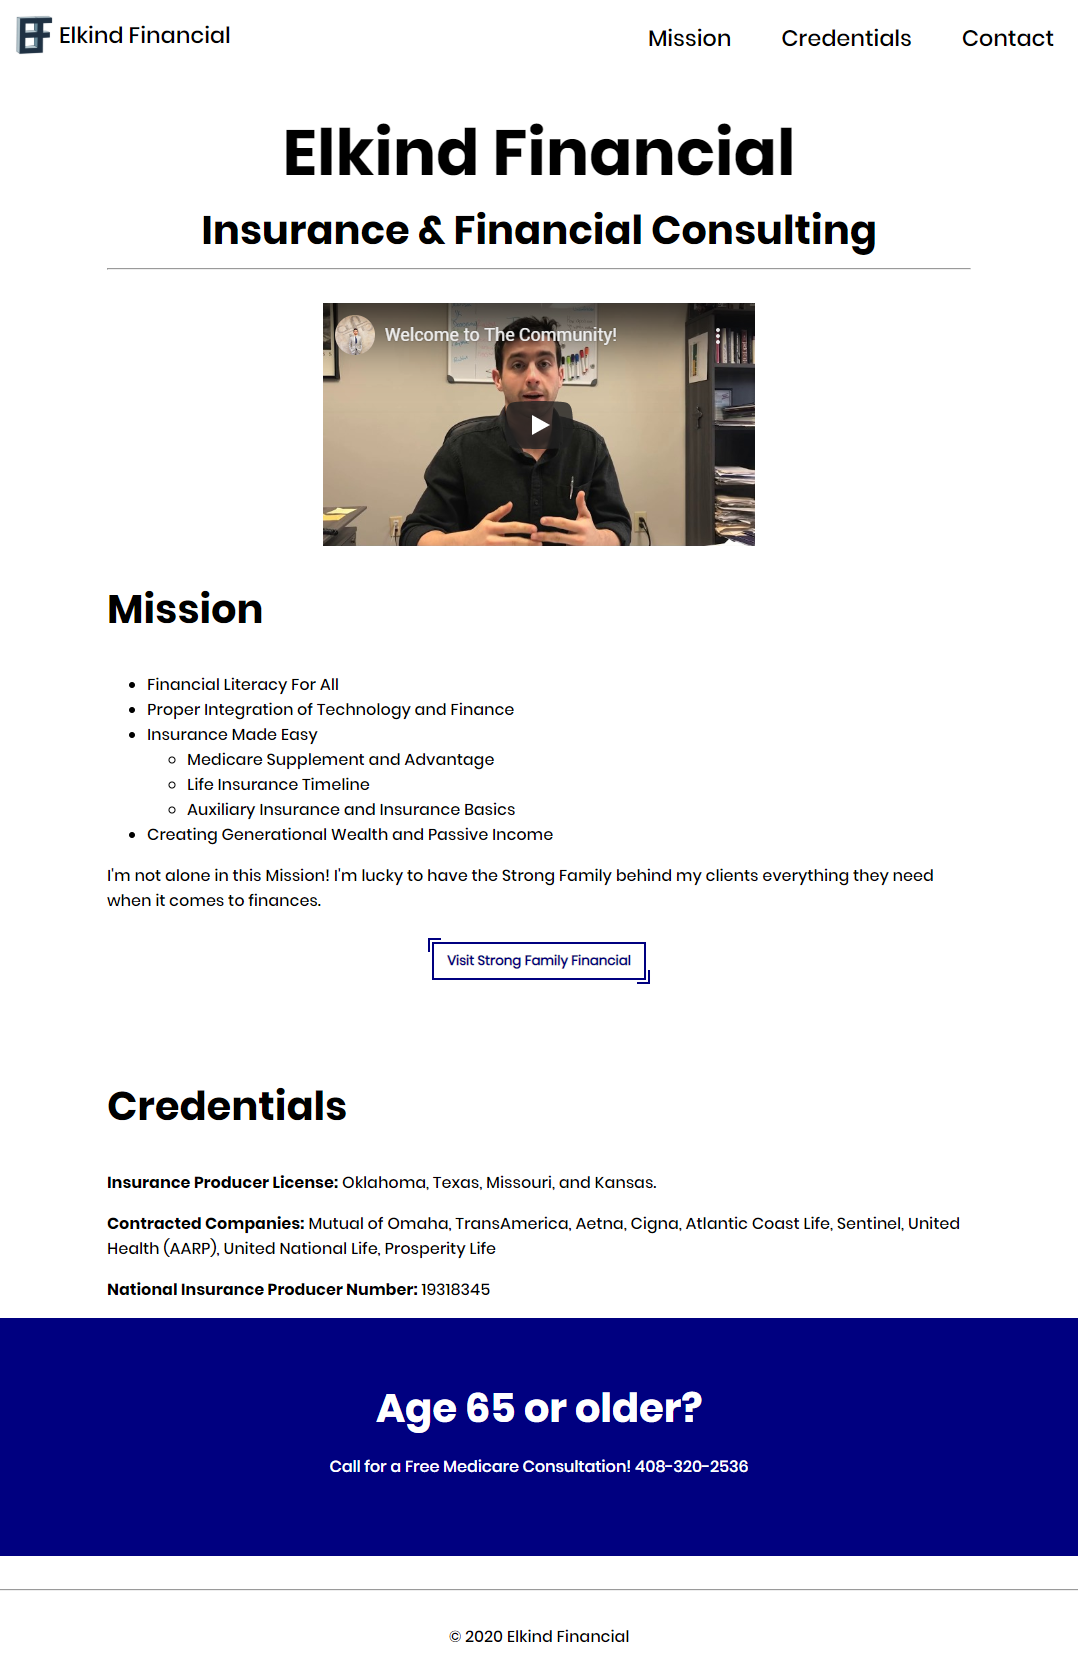 Elkind Financial
Mission
Credentials
Contact
Elkind Financial
Insurance & Financial Consulting
Welcome to The Community!
Mission
Financial Literacy For All
Proper Integration of Technology and Finance
Insurance Made Easy
Medicare Supplement and Advantage
Life Insurance Timeline
Auxiliary Insurance and Insurance Basics
Creating Generational Wealth and Passive Income
I'm not alone in this Mission! I'm lucky to have the Strong Family behind my clients everything they need
when it comes to finances.
Visit Strong Family Financial
Credentials
Insurance Producer License: Oklahoma, Texas, Missouri, and Kansas.
Contracted Companies: Mutual of Omaha, TransAmerica, Aetna, Cigna, Atlantic Coast Life, Sentinel, United
Health (AARP), United National Life, Prosperity Life
National Insurance Producer Number: 19318345
Age 65 or older?
Call for a Free Medicare Consultation! 408-320-2536
© 2020 Elkind Financial